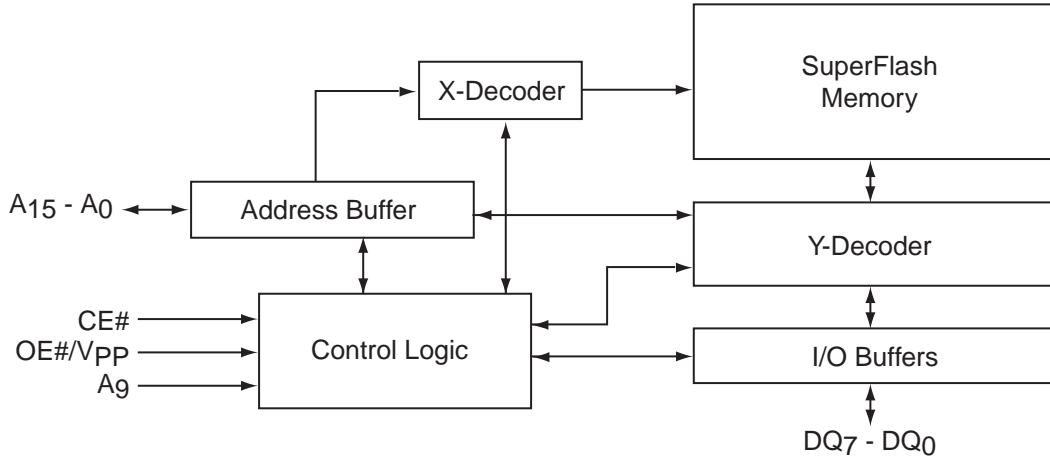 SuperFlash
Memory
X-Decoder
A15 - A0
Address Buffer
Y-Decoder
CE#
OE#/VPP
A9
Control Logic
I/O Buffers
DQ7 - DQ0